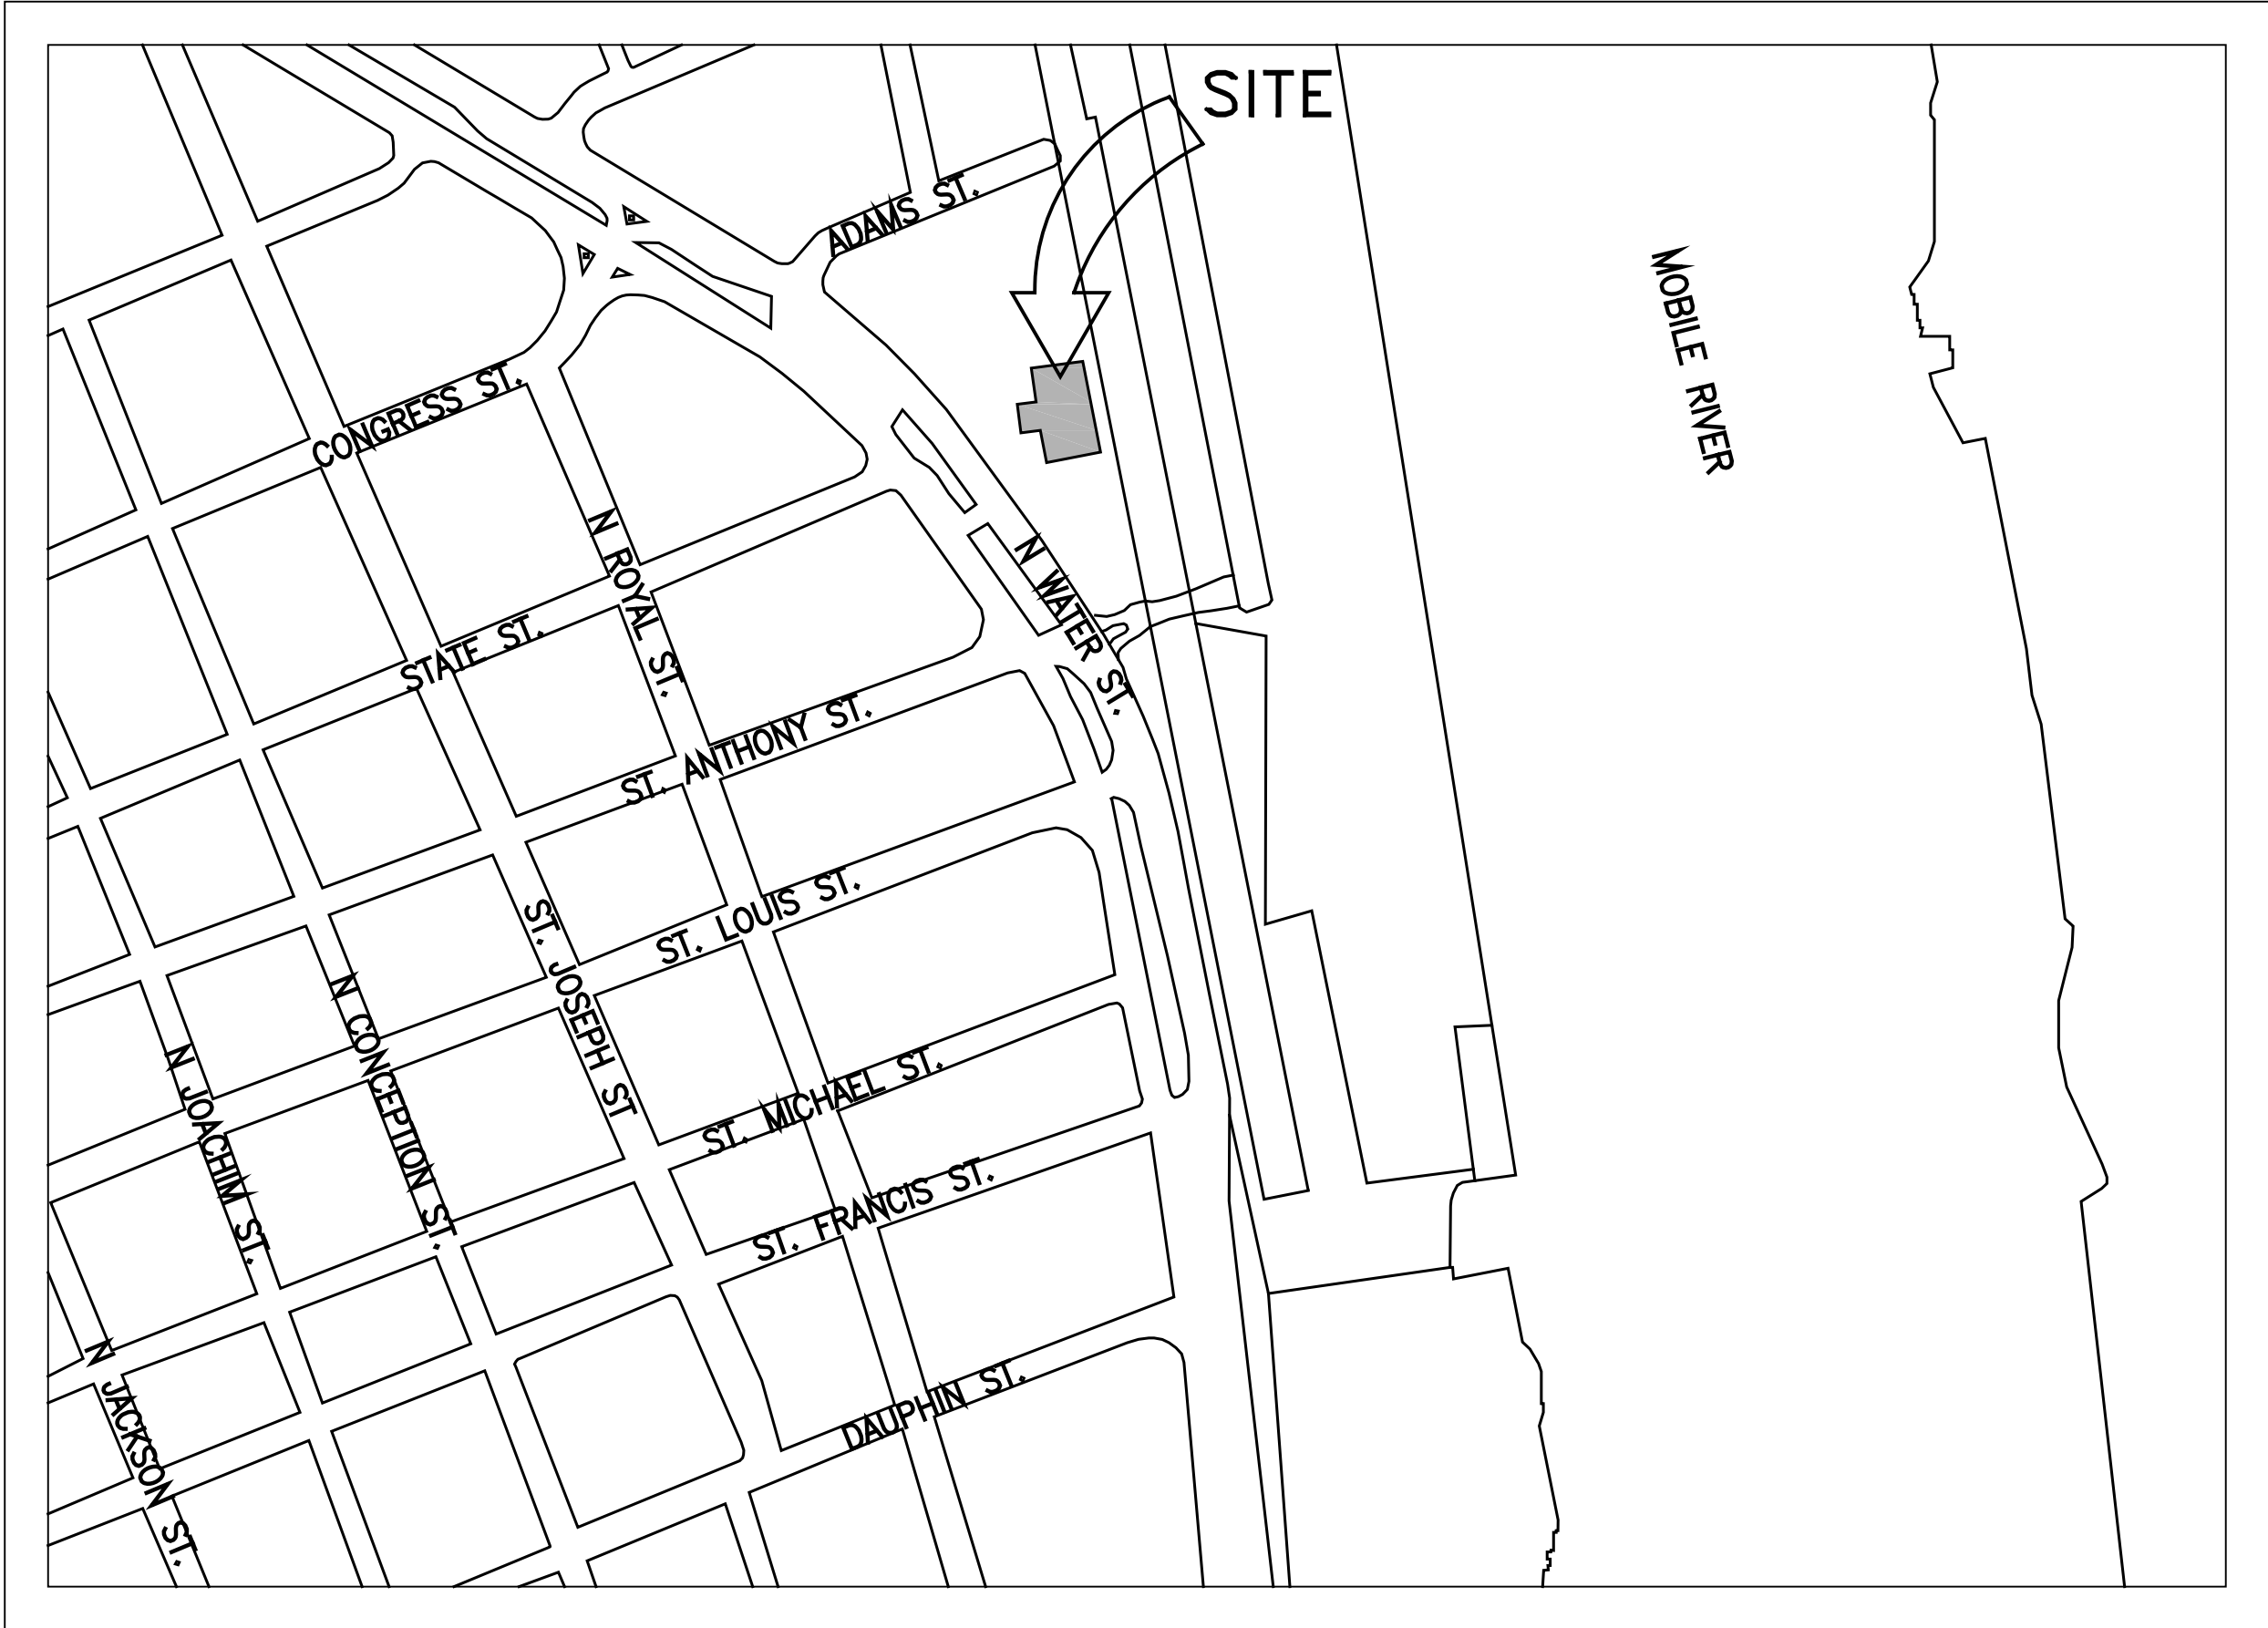 SITE
ADAMS ST.
MOBILE RIVER
CONGRESS ST.
N ROYAL ST.
N WATER ST.
STATE ST.
ST. ANTHONY ST.
ST. LOUIS ST.
ST. JOSEPH ST.
N CONCEPTION ST.
N JOACHIM ST.
ST. MICHAEL ST.
ST. FRANCIS ST.
N JACKSON ST.
DAUPHIN ST.